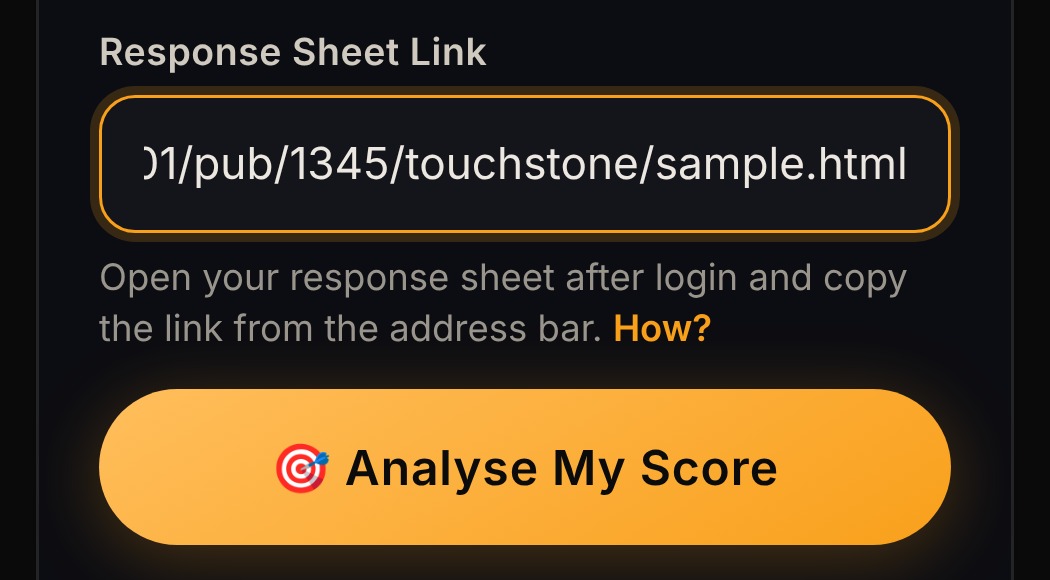 Response Sheet Link
01/pub/1345/touchstone/sample.html
Open your response sheet after login and copy
the link from the address bar. How?
🎯 Analyse My Score